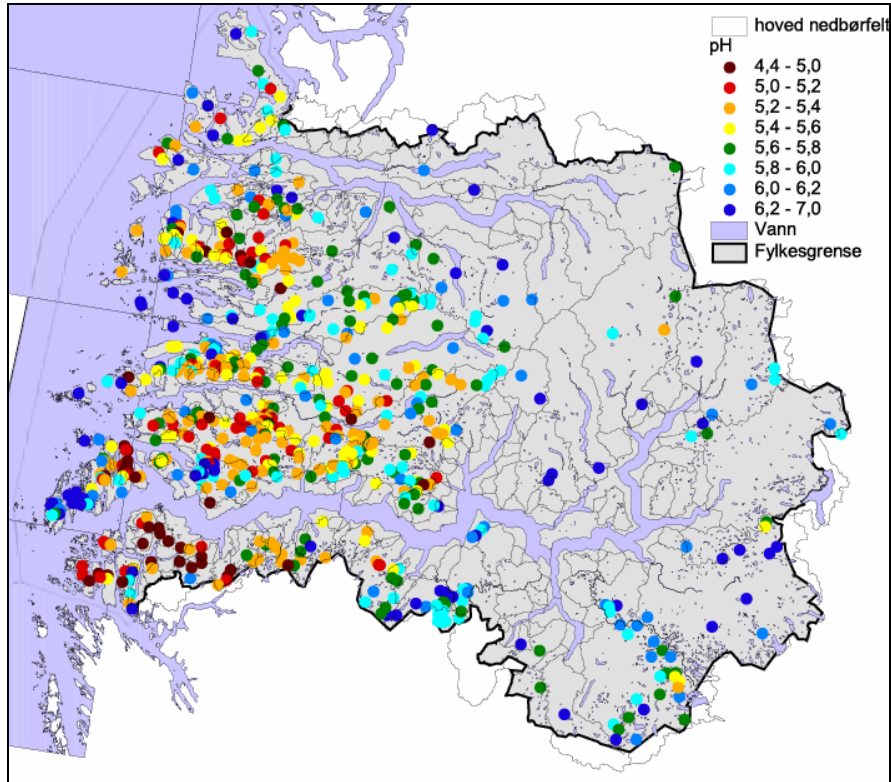 hoved nedbørfelt
pH
4,4 - 5,0
5,0 - 5,2
5,2 - 5,4
5,4 - 5,6
5,6 - 5,8
5,8 - 6,0
6,0 - 6,2
6,2 - 7,0
Vann
Fylkesgrense